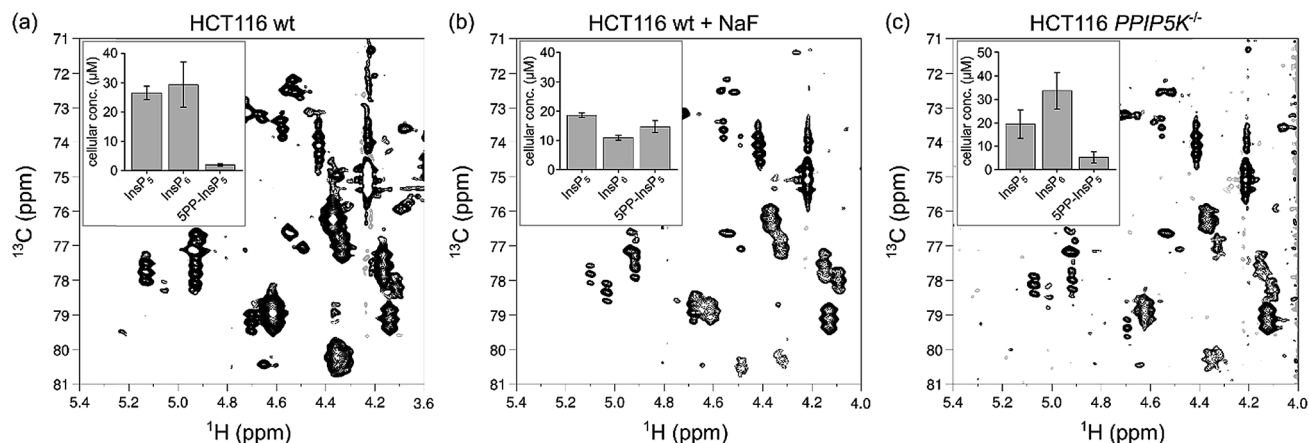 (a) HCT116 wt
71
72
73
74
75
76
77
78
79
80
81
13C (ppm)
40
30
20
10
0
cellular conc. (µM)
InsP5
InsP6
5PP-InsP5
5.4 5.2 5.0 4.8 4.6 4.4 4.2 3.6
1H (ppm)
(b) HCT116 wt + NaF
71
72
73
74
75
76
77
78
79
80
81
13C (ppm)
40
30
20
10
0
cellular conc. (µM)
InsP5
InsP6
5PP-InsP5
5.4 5.2 5.0 4.8 4.6 4.4 4.2 4.0
1H (ppm)
(c) HCT116 PPIP5K-/-
71
72
73
74
75
76
77
78
79
80
81
13C (ppm)
50
40
30
20
10
0
cellular conc. (µM)
InsP5
InsP6
5PP-InsP5
5.4 5.2 5.0 4.8 4.6 4.4 4.2 4.0
1H (ppm)